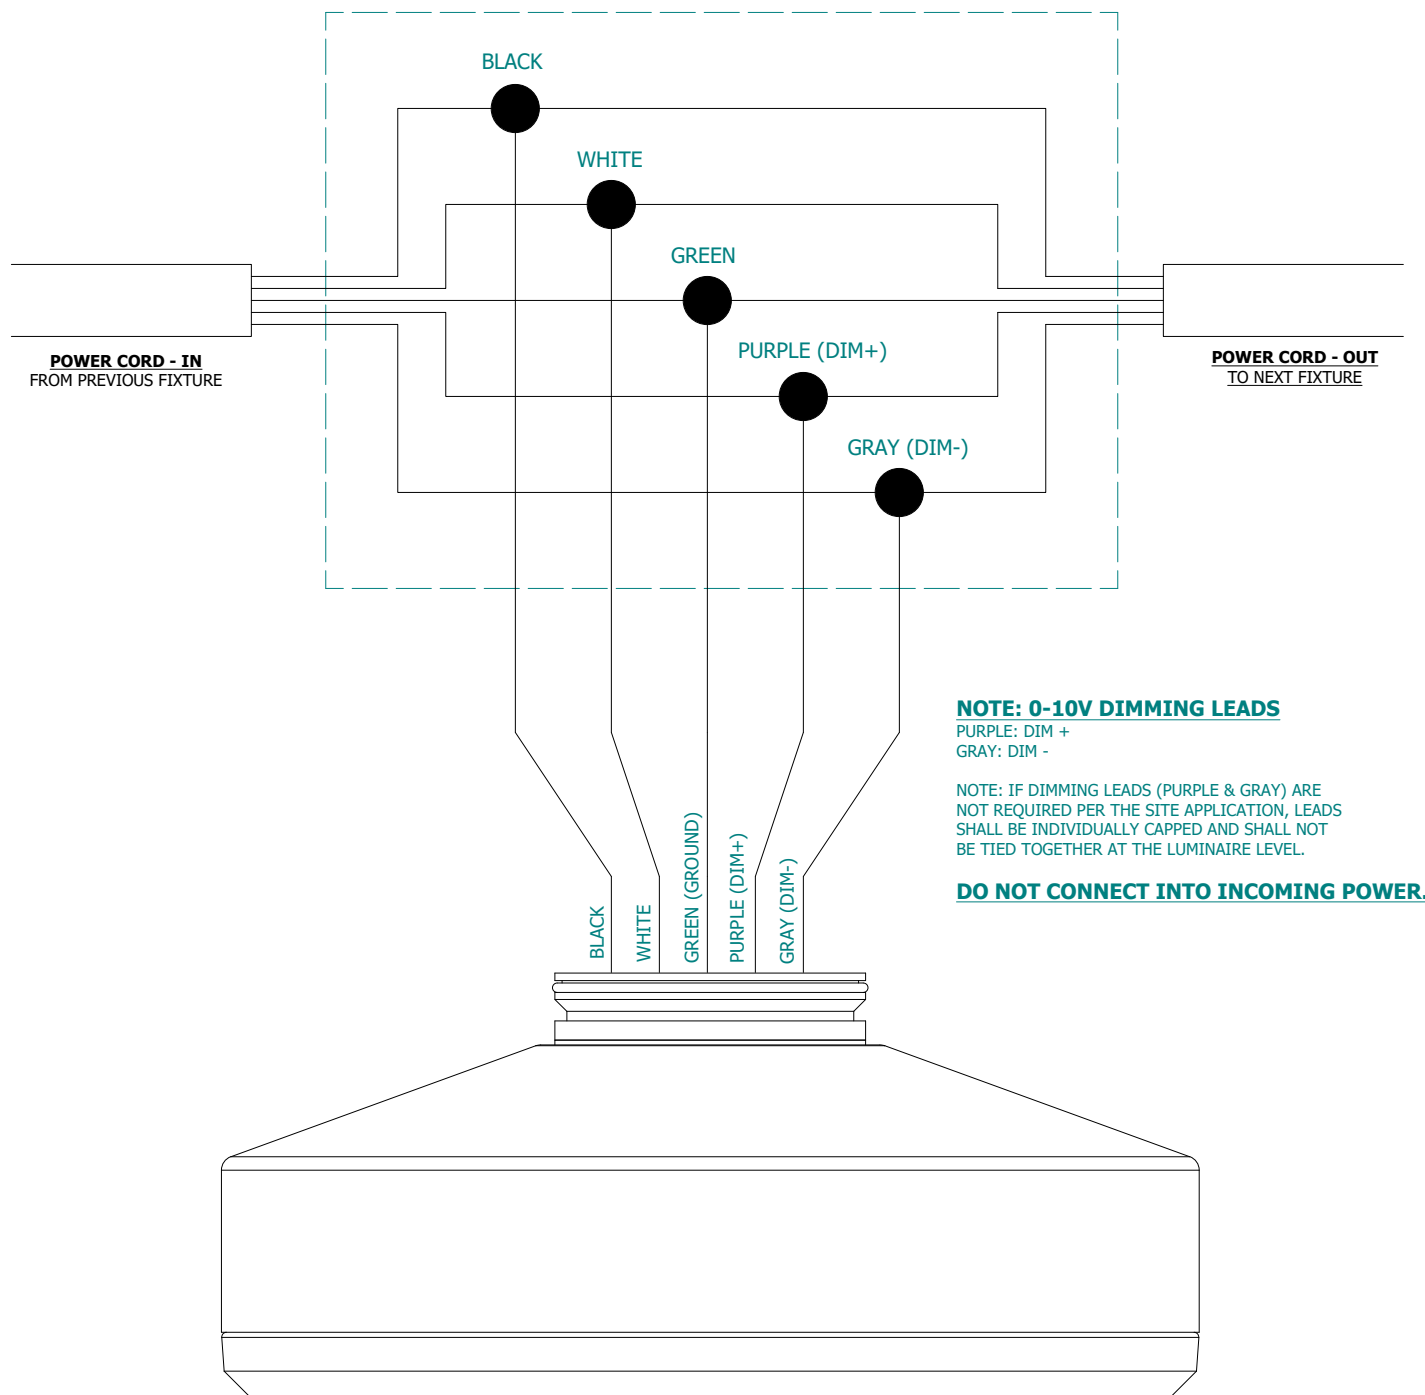 BLACK
WHITE
GREEN
PURPLE (DIM+)
GRAY (DIM-)
POWER CORD - IN
FROM PREVIOUS FIXTURE
POWER CORD - OUT
TO NEXT FIXTURE
NOTE: 0-10V DIMMING LEADS
PURPLE: DIM +
GRAY: DIM -
NOTE: IF DIMMING LEADS (PURPLE & GRAY) ARE
NOT REQUIRED PER THE SITE APPLICATION, LEADS
SHALL BE INDIVIDUALLY CAPPED AND SHALL NOT
BE TIED TOGETHER AT THE LUMINAIRE LEVEL.
DO NOT CONNECT INTO INCOMING POWER.
BLACK
WHITE
GREEN (GROUND)
PURPLE (DIM+)
GRAY (DIM-)